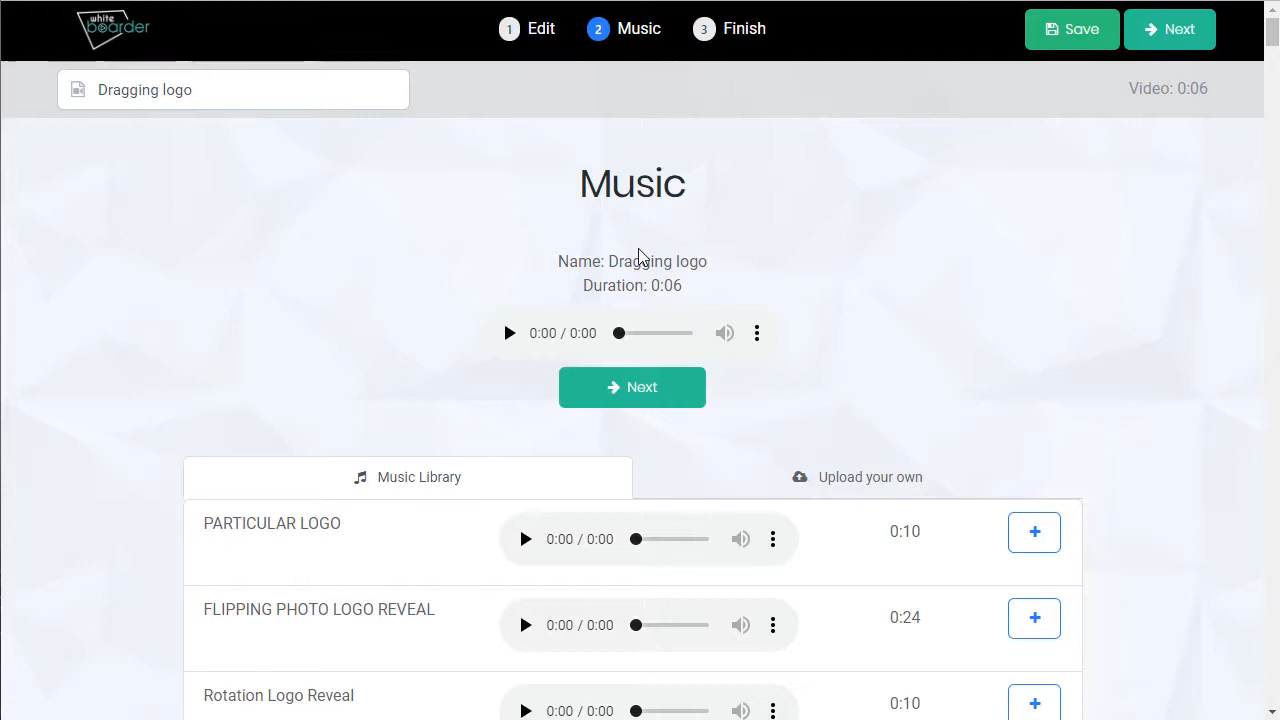 white
boarder
1 Edit
2 Music
3 Finish
Save
Next
Dragging logo
Video: 0:06
Music
Name: Dragging logo
Duration: 0:06
0:00 / 0:00
Next
Music Library
Upload your own
PARTICULAR LOGO
0:00 / 0:00
0:10
+
FLIPPING PHOTO LOGO REVEAL
0:00 / 0:00
0:24
+
Rotation Logo Reveal
0:00 / 0:00
0:10
+